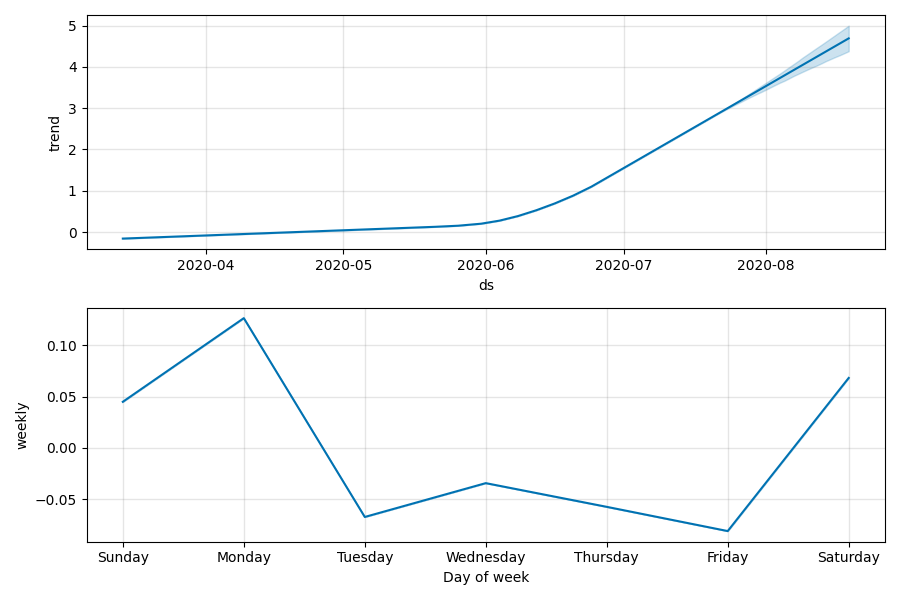 5
4
3
2
1
0
trend
2020-04 2020-05 2020-06 2020-07 2020-08
ds
0.10
0.05
0.00
−0.05
weekly
Sunday Monday Tuesday Wednesday Thursday Friday Saturday
Day of week